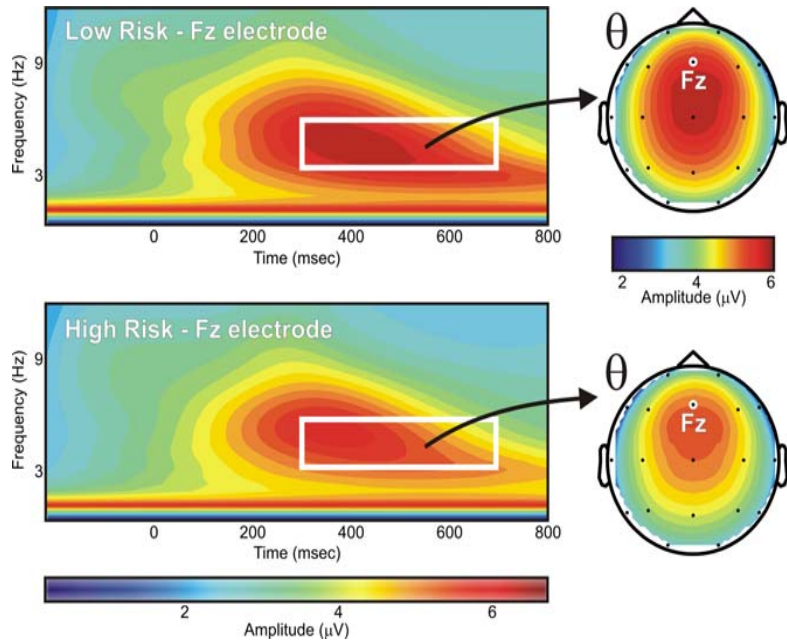 Low Risk - Fz electrode
Frequency (Hz)
9
3
0 200 400 600 800
Time (msec)
θ
Fz
2 4 6
Amplitude (μV)
High Risk - Fz electrode
Frequency (Hz)
9
3
0 200 400 600 800
Time (msec)
θ
Fz
2 4 6
Amplitude (μV)